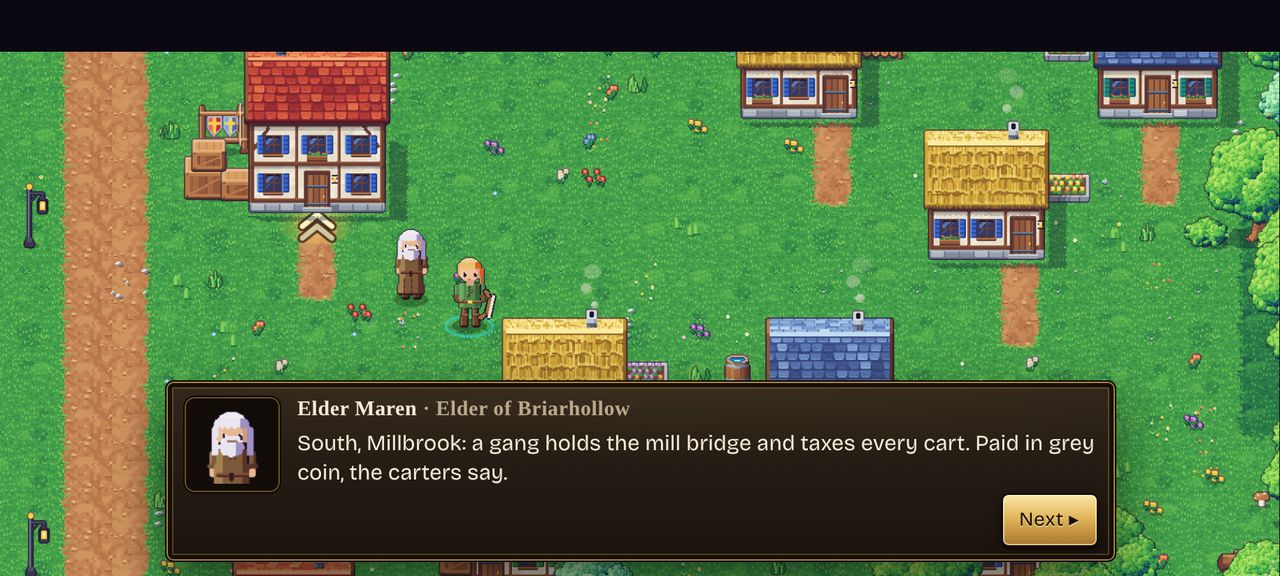 Elder Maren · Elder of Briarhollow
South, Millbrook: a gang holds the mill bridge and taxes every cart. Paid in grey
coin, the carters say.
Next ▸